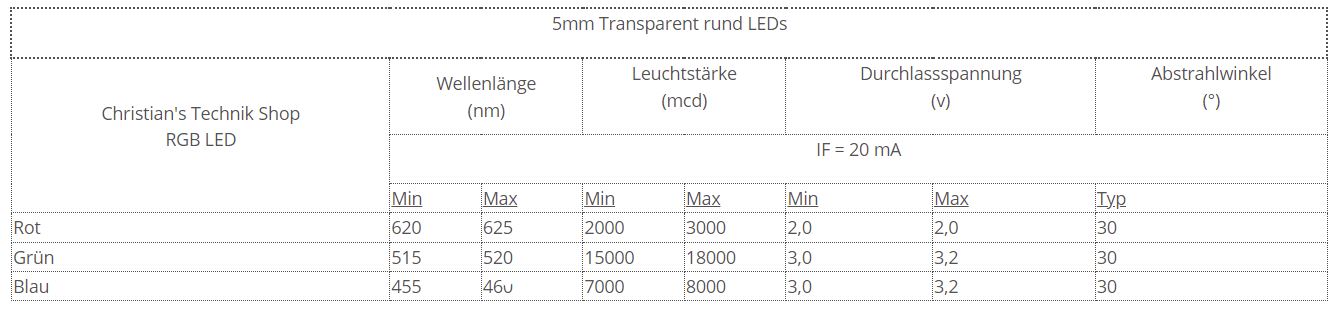 5mm Transparent rund LEDs
Christian's Technik Shop
RGB LED
Wellenlänge
(nm)
Leuchtstärke
(mcd)
Durchlassspannung
(v)
Abstrahlwinkel
(°)
IF = 20 mA
Min Max Min Max Min Max Typ
Rot 620 625 2000 3000 2,0 2,0 30
Grün 515 520 15000 18000 3,0 3,2 30
Blau 455 460 7000 8000 3,0 3,2 30